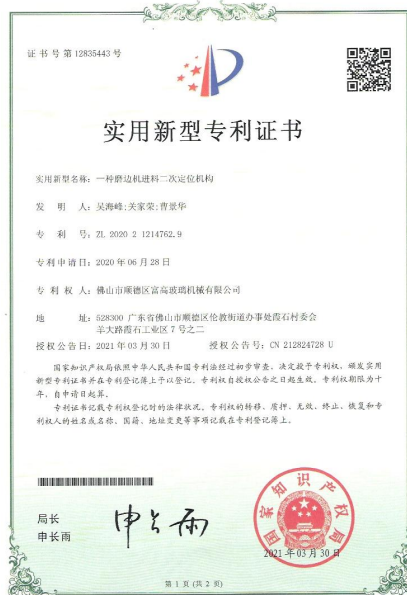 证书号第12835443号
实用新型专利证书
实用新型名称：一种磨边机进料二次定位机构
发明人：吴海峰;关家荣;曹景华
专利号：ZL 2020 2 1214762.9
专利申请日：2020年06月28日
专利权人：佛山市顺德区富高玻璃机械有限公司
地址：528300 广东省佛山市顺德区伦教街道办事处霞石村委会
羊大路霞石工业区7号之二
授权公告日：2021年03月30日 授权公告号：CN 212824728 U
国家知识产权局依照中华人民共和国专利法经过初步审查，决定授予专利权，颁发实用
新型专利证书并在专利登记簿上予以登记。专利权自授权公告之日起生效。专利权期限为十
年，自申请日起算。
专利证书记载专利权登记时的法律状况。专利权的转移、质押、无效、终止、恢复和专
利权人的姓名或名称、国籍、地址变更等事项记载在专利登记簿上。
局长
申长雨
申长雨
国家知识产权局
2021年03月30日
第1页（共2页）